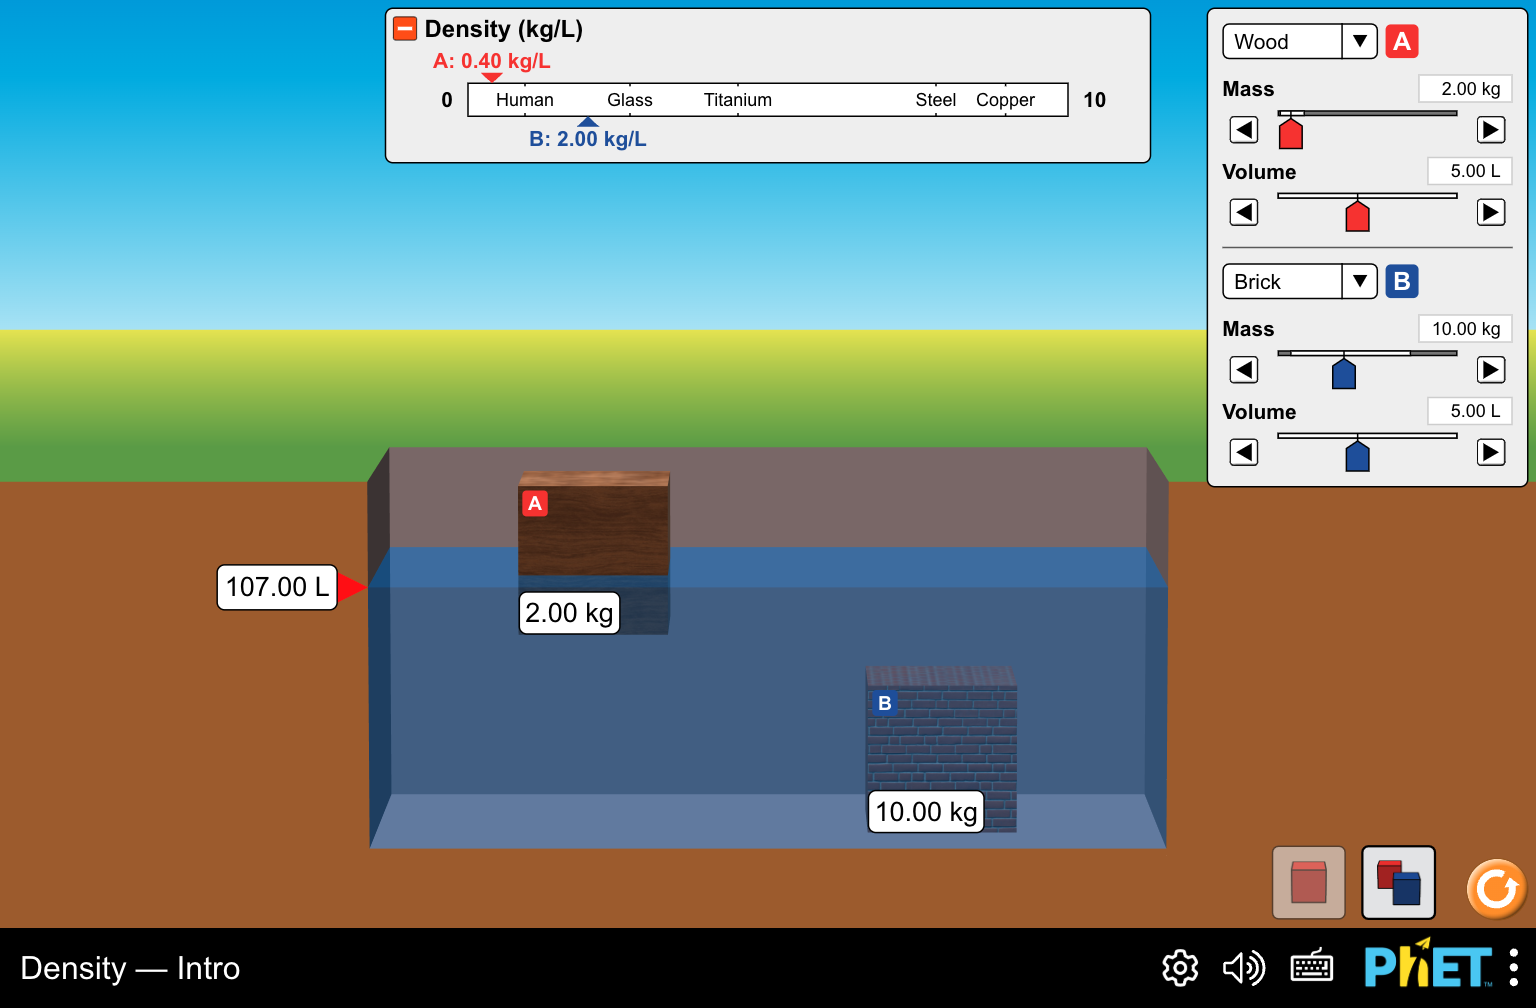 Density (kg/L)
A: 0.40 kg/L
0 Human Glass Titanium Steel Copper 10
B: 2.00 kg/L
Wood A
Mass 2.00 kg
Volume 5.00 L
Brick B
Mass 10.00 kg
Volume 5.00 L
A
107.00 L
2.00 kg
B
10.00 kg
Density — Intro
PhET™